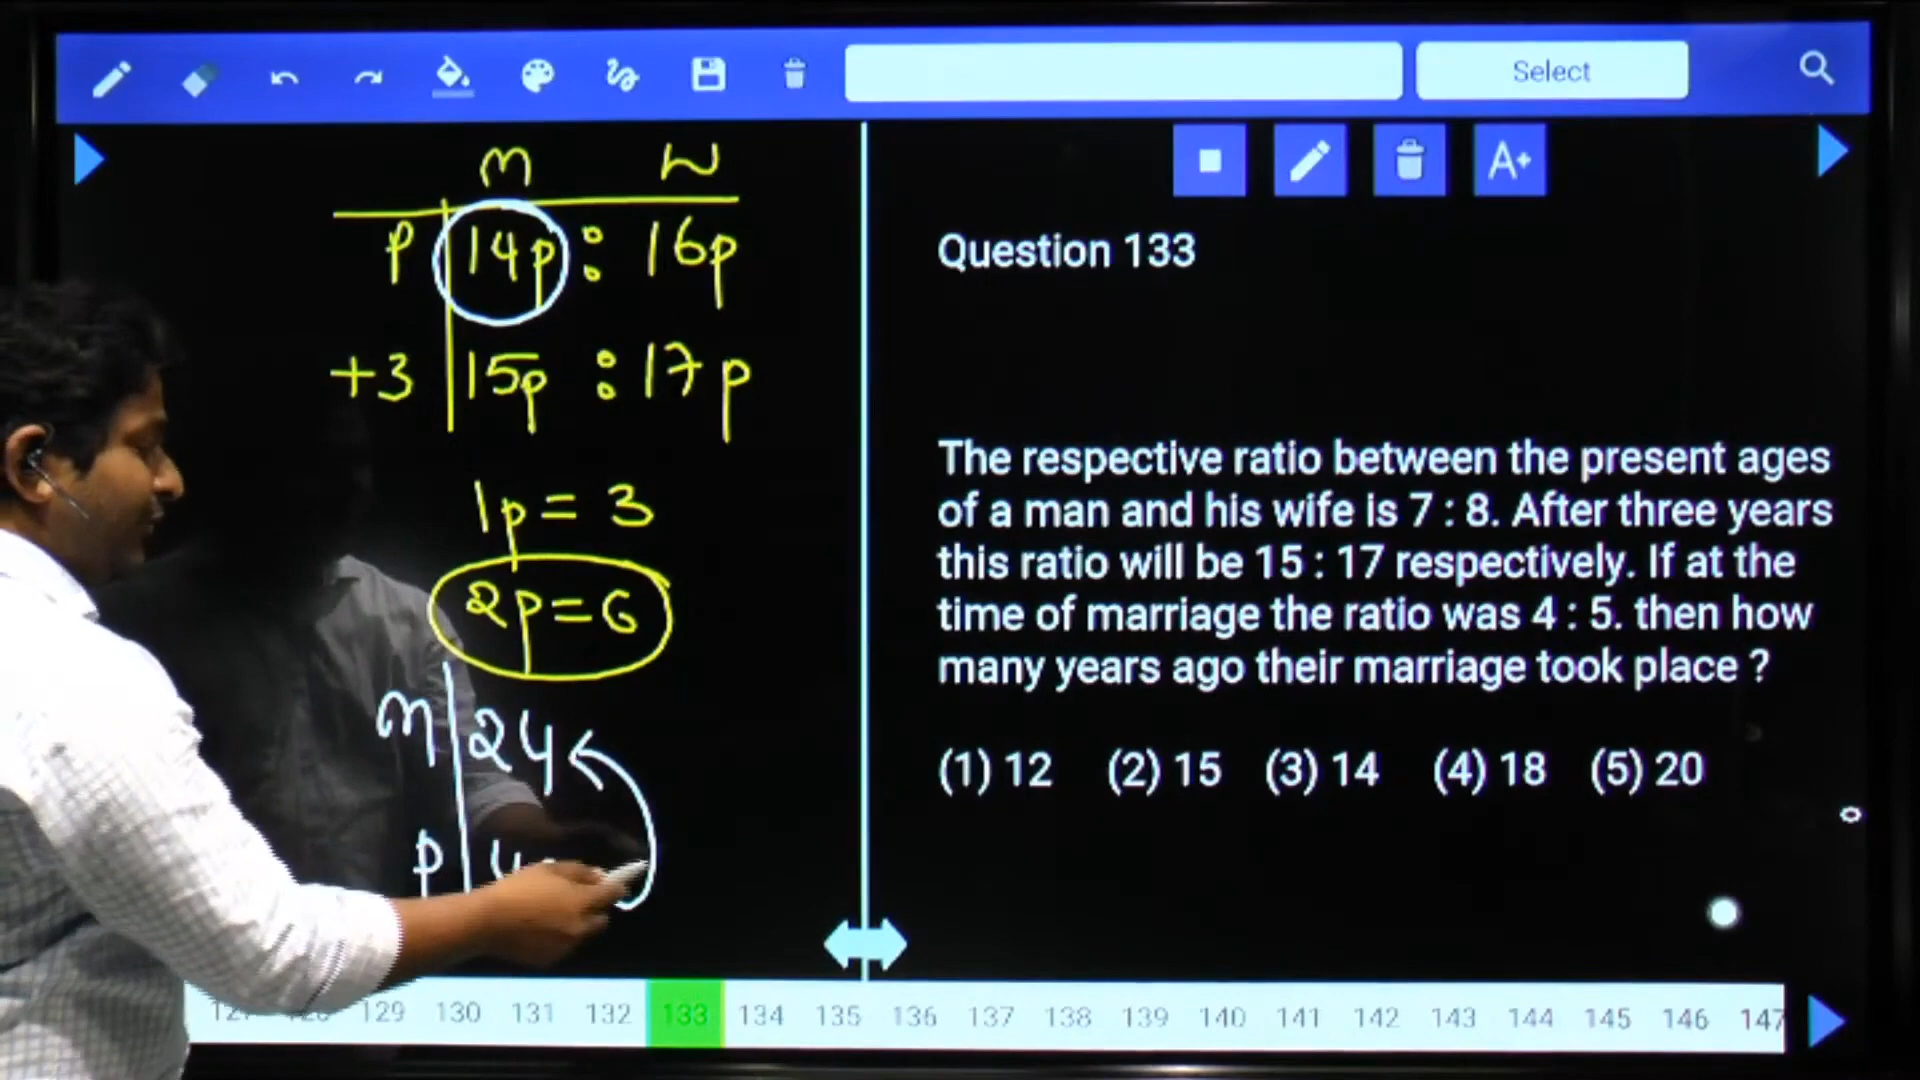 Select
A+
M W
P 14p : 16p
+3 15p : 17p
1p = 3
2p = 6
M 24
P 4
Question 133
The respective ratio between the present ages
of a man and his wife is 7 : 8. After three years
this ratio will be 15 : 17 respectively. If at the
time of marriage the ratio was 4 : 5. then how
many years ago their marriage took place ?
(1) 12 (2) 15 (3) 14 (4) 18 (5) 20
129 130 131 132 133 134 135 136 137 138 139 140 141 142 143 144 145 146 147